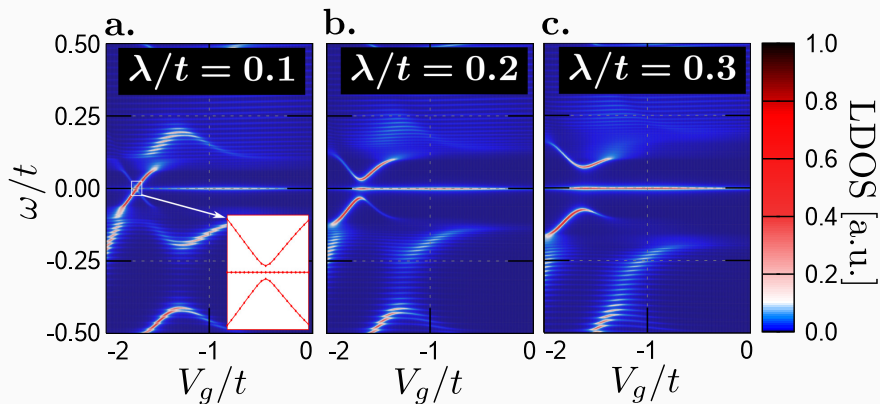 a.
b.
c.
λ/t = 0.1
λ/t = 0.2
λ/t = 0.3
0.50
0.25
0.00
-0.25
-0.50
ω/t
-2
-1
0
-2
-1
0
-2
-1
0
V_g/t
V_g/t
V_g/t
1.0
0.8
0.6
0.4
0.2
0.0
LDOS [a.u.]